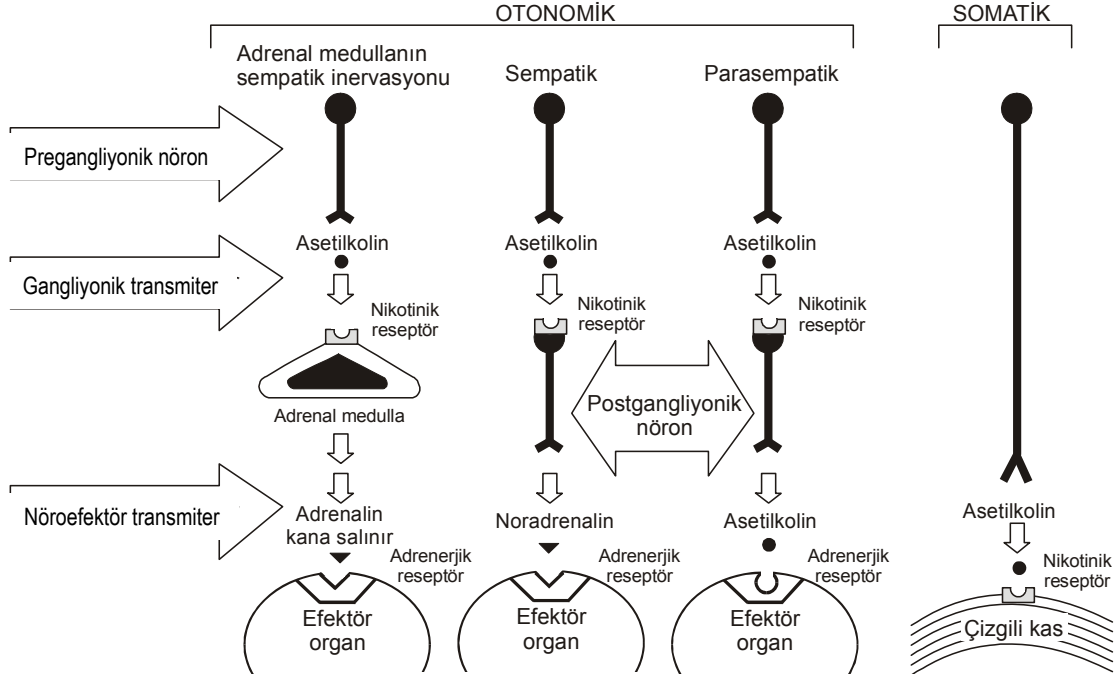 OTONOMİK
SOMATİK
Adrenal medullanın
sempatik inervasyonu
Sempatik
Parasempatik
Pregangliyonik nöron
Asetilkolin
Asetilkolin
Asetilkolin
Gangliyonik transmiter
Nikotinik
reseptör
Nikotinik
reseptör
Nikotinik
reseptör
Adrenal medulla
Postgangliyonik
nöron
Nöroefektör transmiter
Adrenalin
kana salınır
Noradrenalin
Asetilkolin
Asetilkolin
Adrenerjik
reseptör
Adrenerjik
reseptör
Adrenerjik
reseptör
Nikotinik
reseptör
Efektör
organ
Efektör
organ
Efektör
organ
Çizgili kas